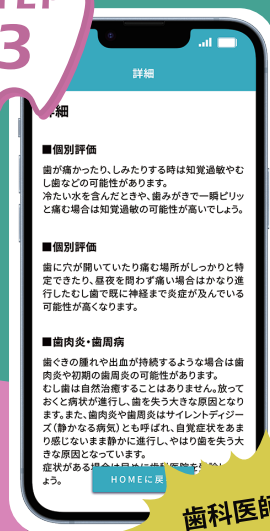 STEP
3
詳細
詳細
■個別評価
歯が痛かったり、しみたりする時は知覚過敏やむ
し歯などの可能性があります。
冷たい水を含んだときや、歯みがきで一瞬ピリッ
と痛む場合は知覚過敏の可能性が高いでしょう。
■個別評価
歯に穴が開いていたり痛む場所がしっかりと特
定できたり、昼夜を問わず痛い場合はかなり進
行したむし歯で既に神経まで炎症が及んでいる
可能性が高くなります。
■歯肉炎・歯周病
歯ぐきの腫れや出血が持続するような場合は歯
肉炎や初期の歯周炎の可能性があります。
むし歯は自然治癒することはありません。放って
おくと病状が進行し、歯を失う大きな原因となり
ます。また、歯肉炎や歯周炎はサイレントディジー
ズ(静かなる病気)とも呼ばれ、自覚症状をあま
り感じないまま静かに進行し、やはり歯を失う大
きな原因となっています。
症状がある場合は早めに歯科医院を
ょう。
HOMEに戻
歯科医師